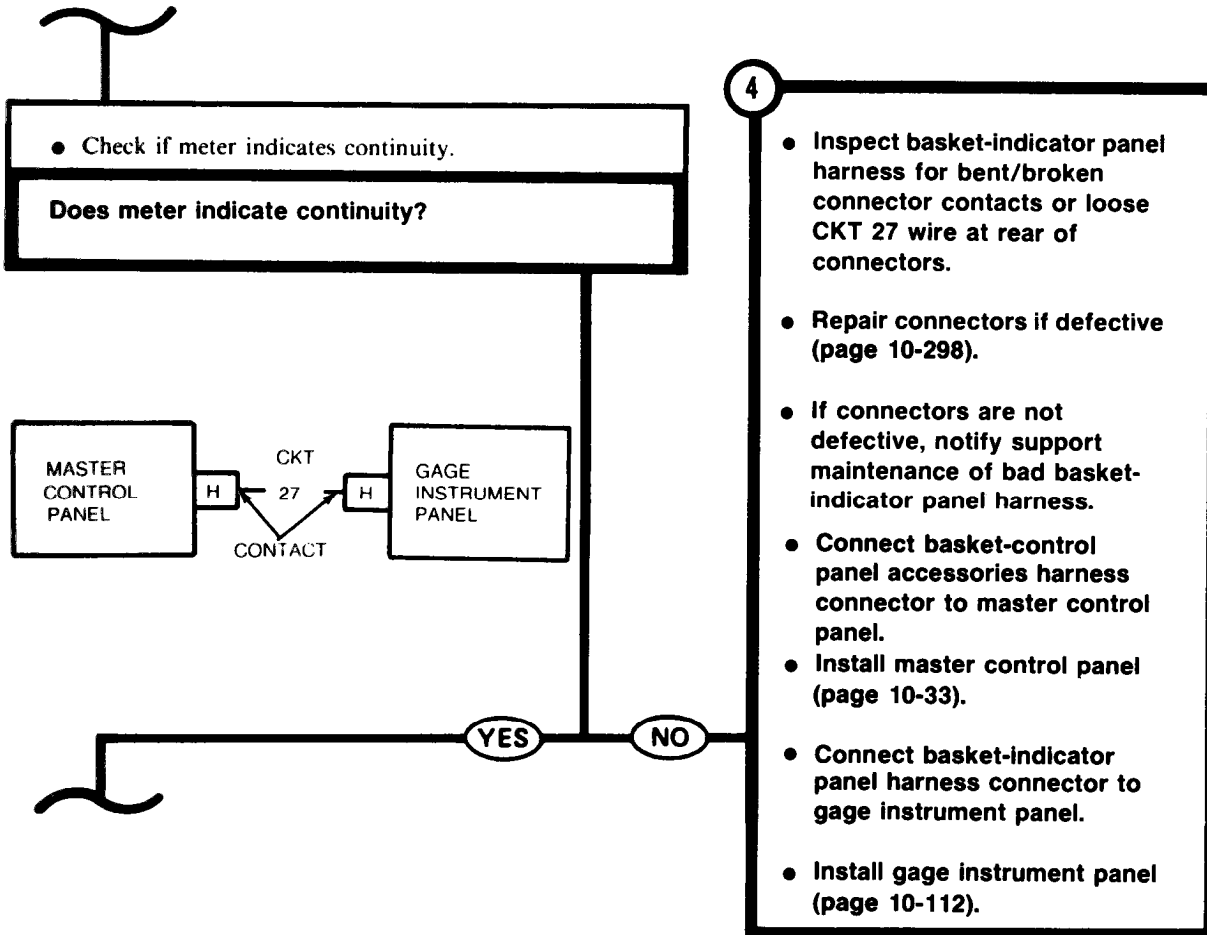 ● Check if meter indicates continuity.
Does meter indicate continuity?
MASTER
CONTROL
PANEL
H
CKT
27
H
GAGE
INSTRUMENT
PANEL
CONTACT
YES
NO
4
● Inspect basket-indicator panel
harness for bent/broken
connector contacts or loose
CKT 27 wire at rear of
connectors.
● Repair connectors if defective
(page 10-298).
● If connectors are not
defective, notify support
maintenance of bad basket-
indicator panel harness.
● Connect basket-control
panel accessories harness
connector to master control
panel.
● Install master control panel
(page 10-33).
● Connect basket-indicator
panel harness connector to
gage instrument panel.
● Install gage instrument panel
(page 10-112).